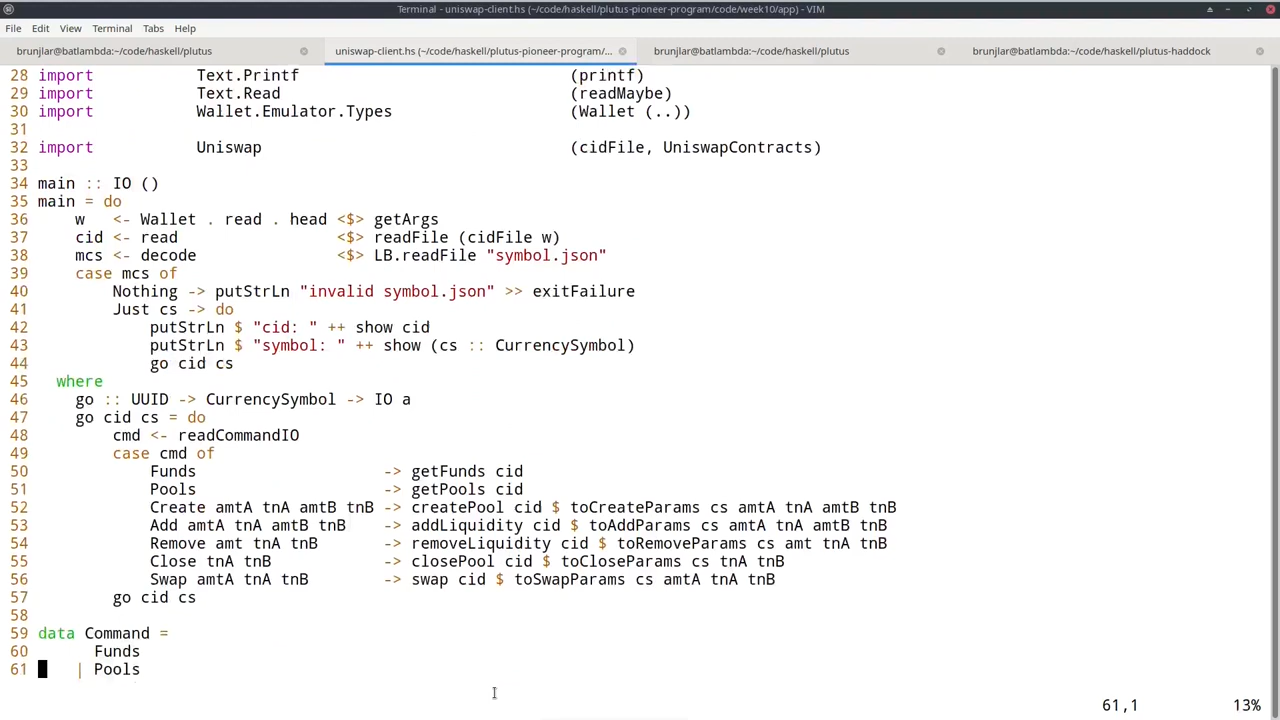 Terminal - uniswap-client.hs (~/code/haskell/plutus-pioneer-program/code/week10/app) - VIM
File Edit View Terminal Tabs Help
brunjlar@batlambda:~/code/haskell/plutus uniswap-client.hs (~/code/haskell/plutus-pioneer-program/... brunjlar@batlambda:~/code/haskell/plutus brunjlar@batlambda:~/code/haskell/plutus-haddock
28 import Text.Printf (printf)
29 import Text.Read (readMaybe)
30 import Wallet.Emulator.Types (Wallet (..))
31
32 import Uniswap (cidFile, UniswapContracts)
33
34 main :: IO ()
35 main = do
36 w <- Wallet . read . head <$> getArgs
37 cid <- read <$> readFile (cidFile w)
38 mcs <- decode <$> LB.readFile "symbol.json"
39 case mcs of
40 Nothing -> putStrLn "invalid symbol.json" >> exitFailure
41 Just cs -> do
42 putStrLn $ "cid: " ++ show cid
43 putStrLn $ "symbol: " ++ show (cs :: CurrencySymbol)
44 go cid cs
45 where
46 go :: UUID -> CurrencySymbol -> IO a
47 go cid cs = do
48 cmd <- readCommandIO
49 case cmd of
50 Funds -> getFunds cid
51 Pools -> getPools cid
52 Create amtA tnA amtB tnB -> createPool cid $ toCreateParams cs amtA tnA amtB tnB
53 Add amtA tnA amtB tnB -> addLiquidity cid $ toAddParams cs amtA tnA amtB tnB
54 Remove amt tnA tnB -> removeLiquidity cid $ toRemoveParams cs amt tnA tnB
55 Close tnA tnB -> closePool cid $ toCloseParams cs tnA tnB
56 Swap amtA tnA tnB -> swap cid $ toSwapParams cs amtA tnA tnB
57 go cid cs
58
59 data Command =
60 Funds
61 | Pools
61,1 13%